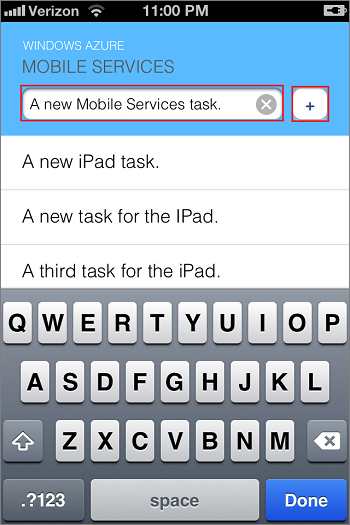 Verizon 11:00 PM
WINDOWS AZURE
MOBILE SERVICES
A new Mobile Services task. +
A new iPad task.
A new task for the IPad.
A third task for the iPad.
Q W E R T Y U I O P
A S D F G H J K L
Z X C V B N M
.?123 space Done